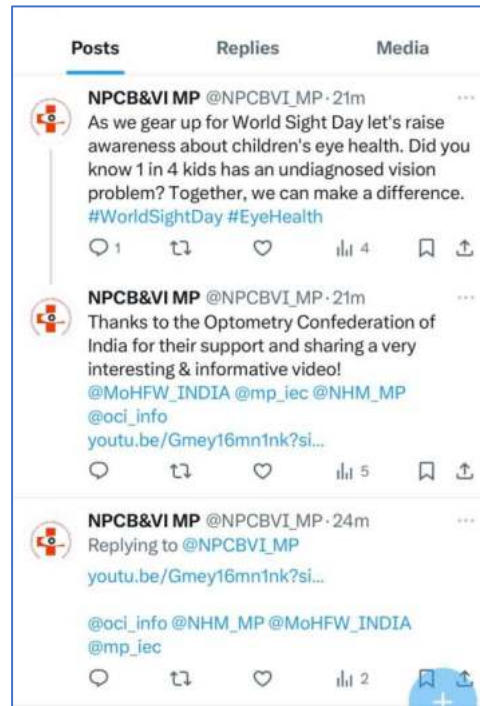 Posts Replies Media
NPCB&VI MP @NPCBVI_MP·21m
As we gear up for World Sight Day let's raise
awareness about children's eye health. Did you
know 1 in 4 kids has an undiagnosed vision
problem? Together, we can make a difference.
#WorldSightDay #EyeHealth
1 4
NPCB&VI MP @NPCBVI_MP·21m
Thanks to the Optometry Confederation of
India for their support and sharing a very
interesting & informative video!
@MoHFW_INDIA @mp_iec @NHM_MP
@oci_info
youtu.be/Gmey16mn1nk?si...
5
NPCB&VI MP @NPCBVI_MP·24m
Replying to @NPCBVI_MP
youtu.be/Gmey16mn1nk?si...
@oci_info @NHM_MP @MoHFW_INDIA
@mp_iec
2